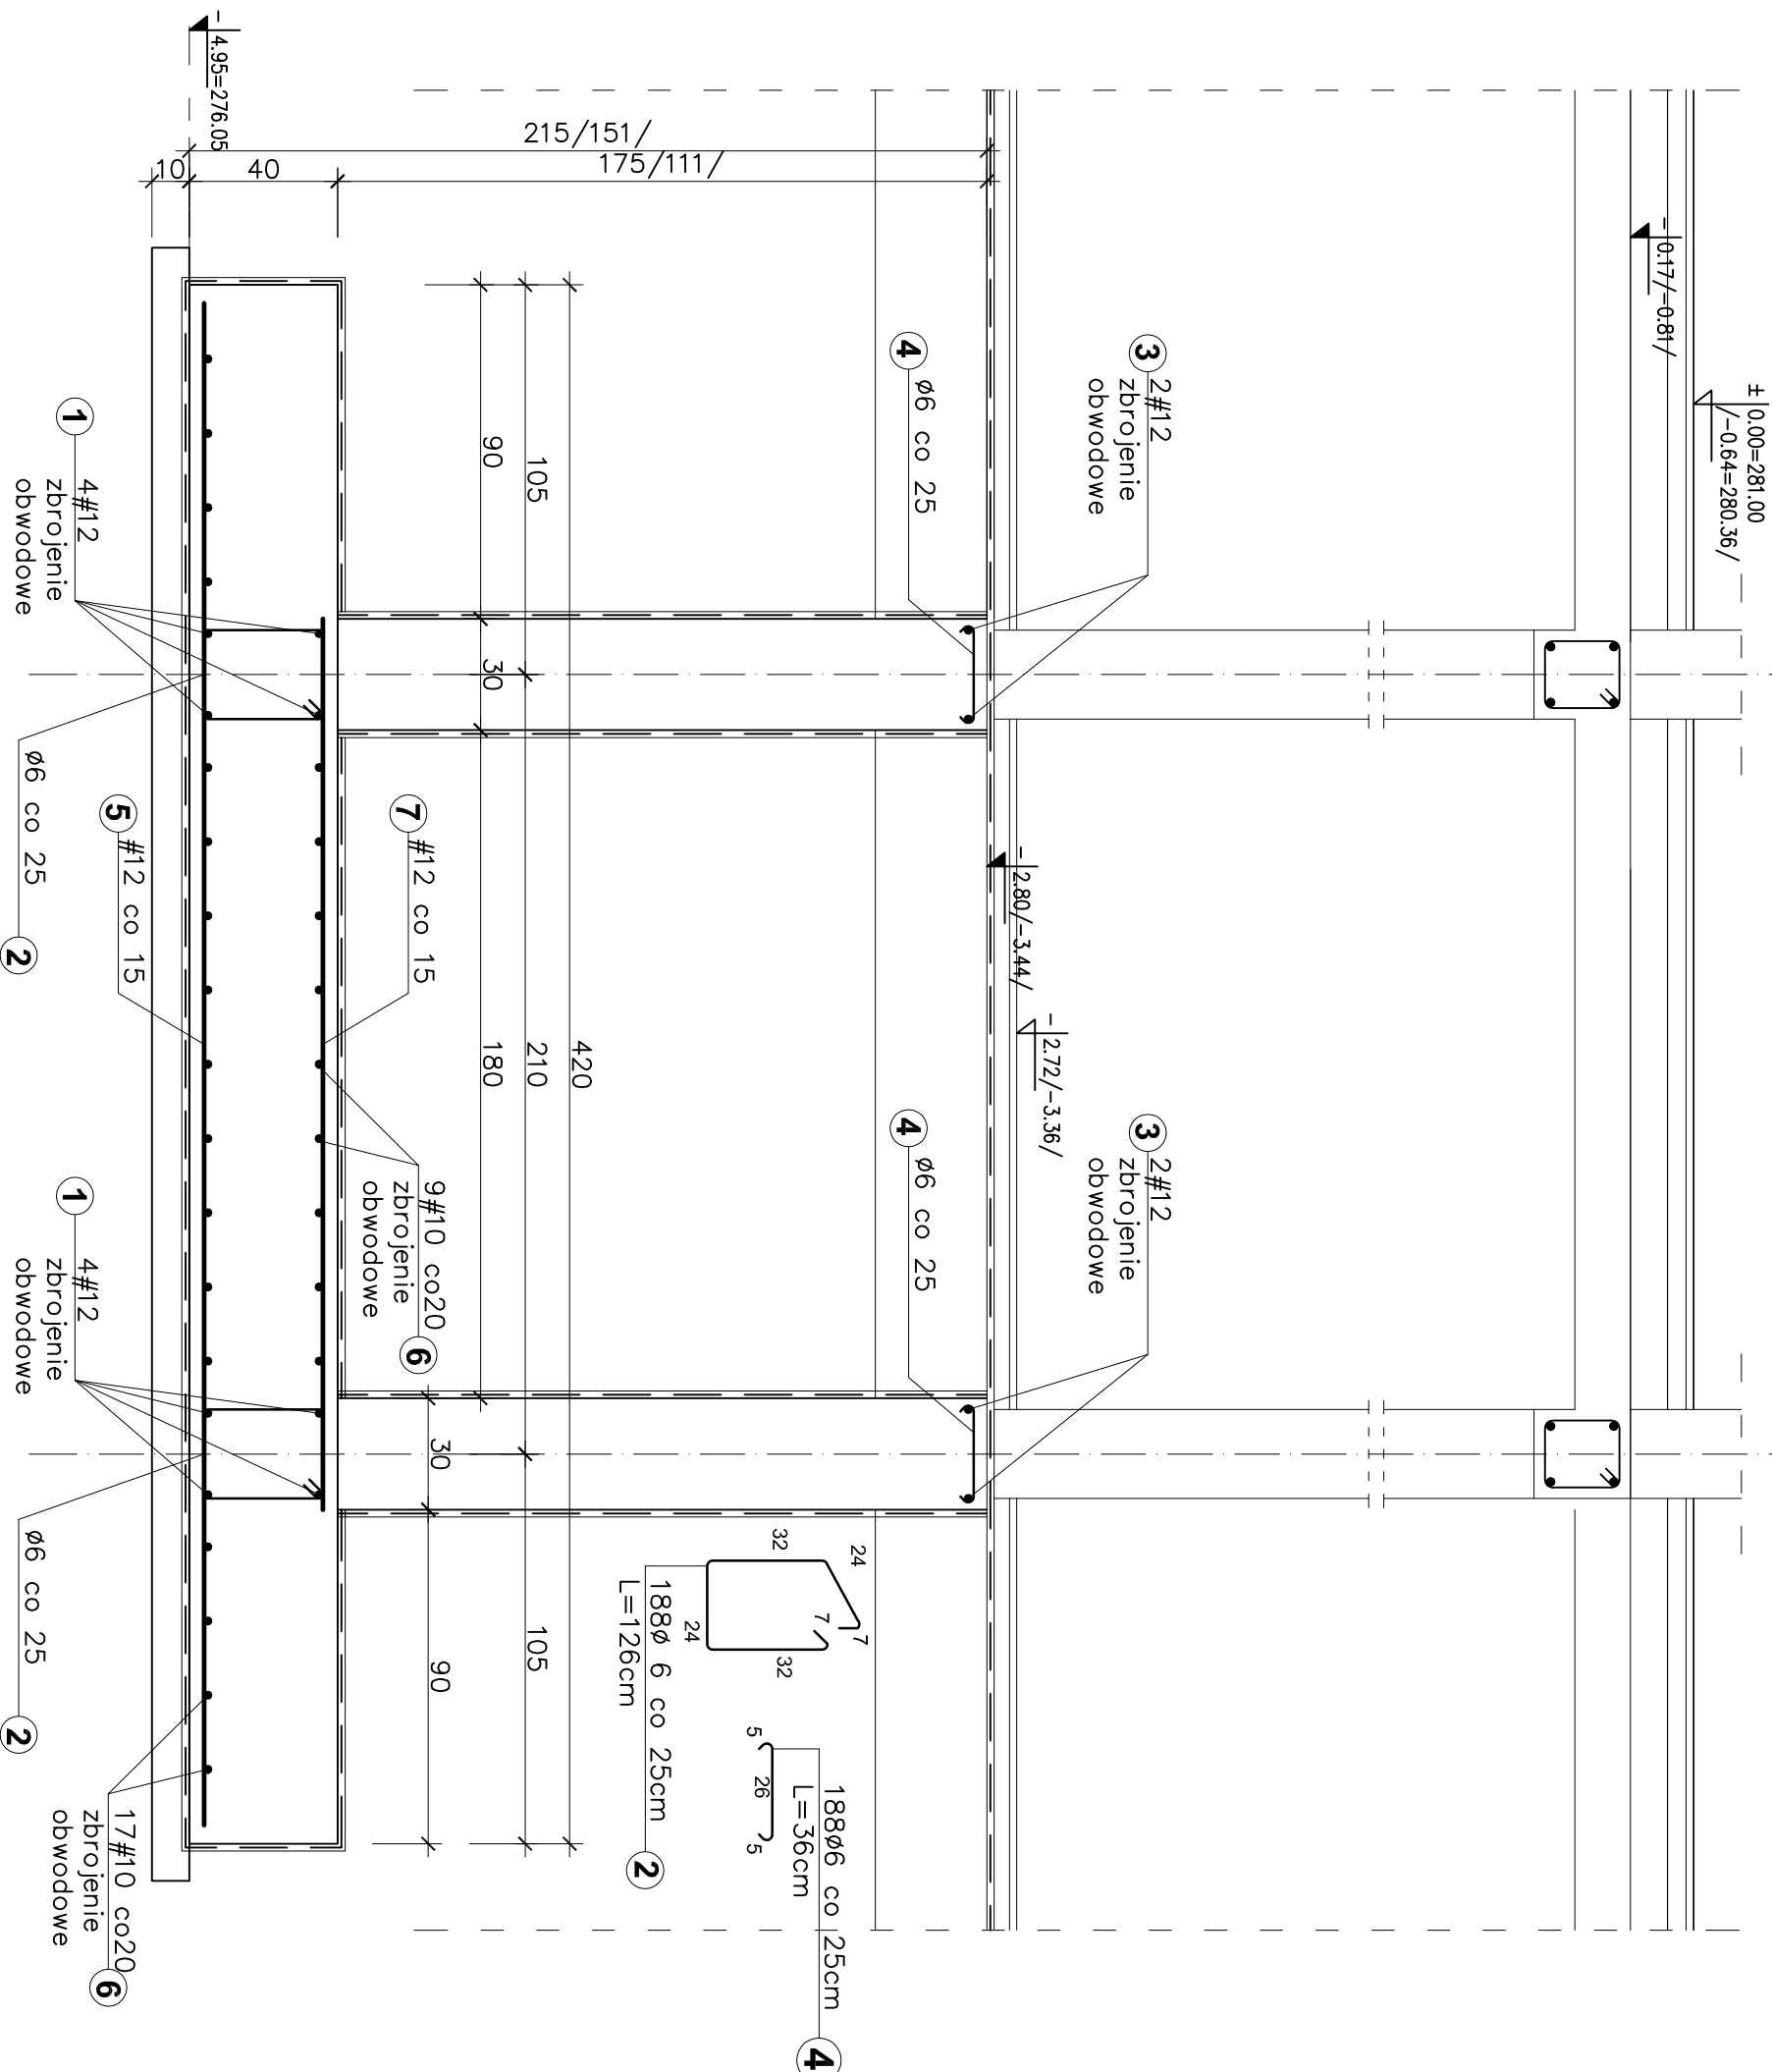 ± 0.00=281.00
/-0.64=280.36/
-0.17/-0.81/
3
2#12
zbrojenie
obwodowe
3
2#12
zbrojenie
obwodowe
-2.72/-3.36/
-2.80/-3.44/
4
Ø6 co 25
4
Ø6 co 25
215/151/
175/111/
40
10
-4.95=276.05
420
105
210
105
90
30
180
30
90
7
#12 co 15
9#10 co20
zbrojenie
obwodowe
6
5
#12 co 15
1
4#12
zbrojenie
obwodowe
1
4#12
zbrojenie
obwodowe
Ø6 co 25
2
Ø6 co 25
2
17#10 co20
zbrojenie
obwodowe
6
24
7
7
32
32
24
188Ø 6 co 25cm
L=126cm
2
5
26
5
188Ø6 co 25cm
L=36cm
4